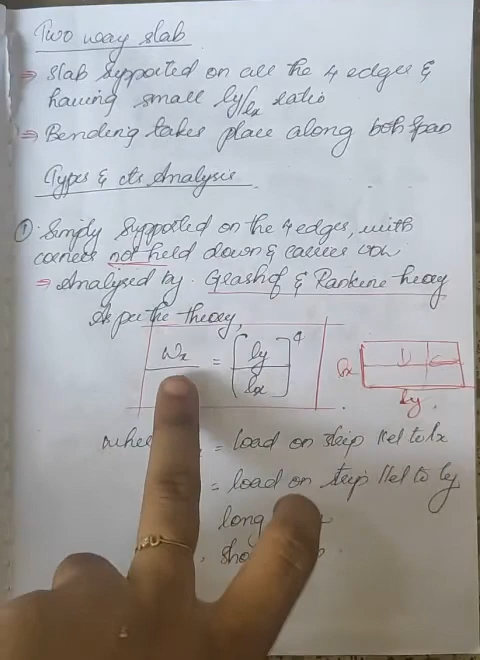 Two way slab
⇒ Slab supported on all the 4 edges &
having small ly/lx ratio
⇒ Bending takes place along both span
Types & its Analysis
① Simply Supported on the 4 edges, with
corners not held down & carries UDL
⇒ Analysed by Grashof & Rankine theory
As per the theory,
Wx = [ly/lx]^4
lx
ly
= load on strip llel to lx
= load on strip llel to ly
long